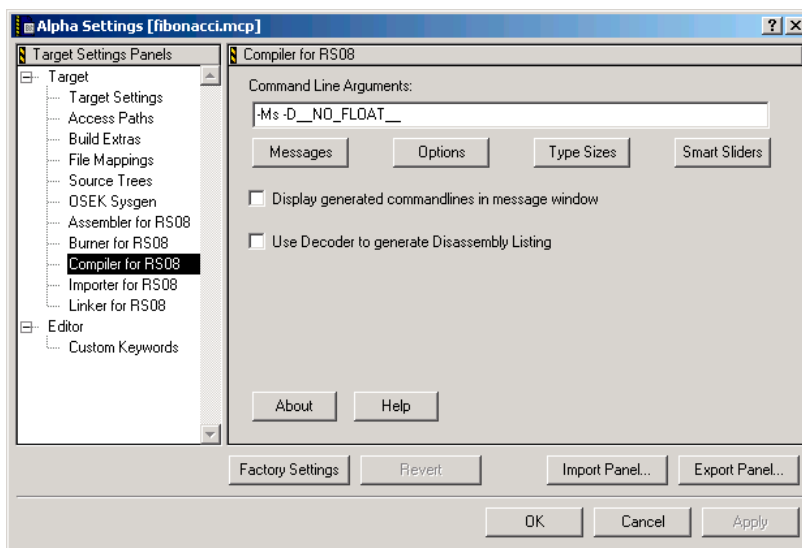 Alpha Settings [fibonacci.mcp]
Target Settings Panels
Target
Target Settings
Access Paths
Build Extras
File Mappings
Source Trees
OSEK Sysgen
Assembler for RS08
Burner for RS08
Compiler for RS08
Importer for RS08
Linker for RS08
Editor
Custom Keywords
Compiler for RS08
Command Line Arguments:
-Ms -D__NO_FLOAT__
Messages
Options
Type Sizes
Smart Sliders
Display generated commandlines in message window
Use Decoder to generate Disassembly Listing
About
Help
Factory Settings
Revert
Import Panel...
Export Panel...
OK
Cancel
Apply